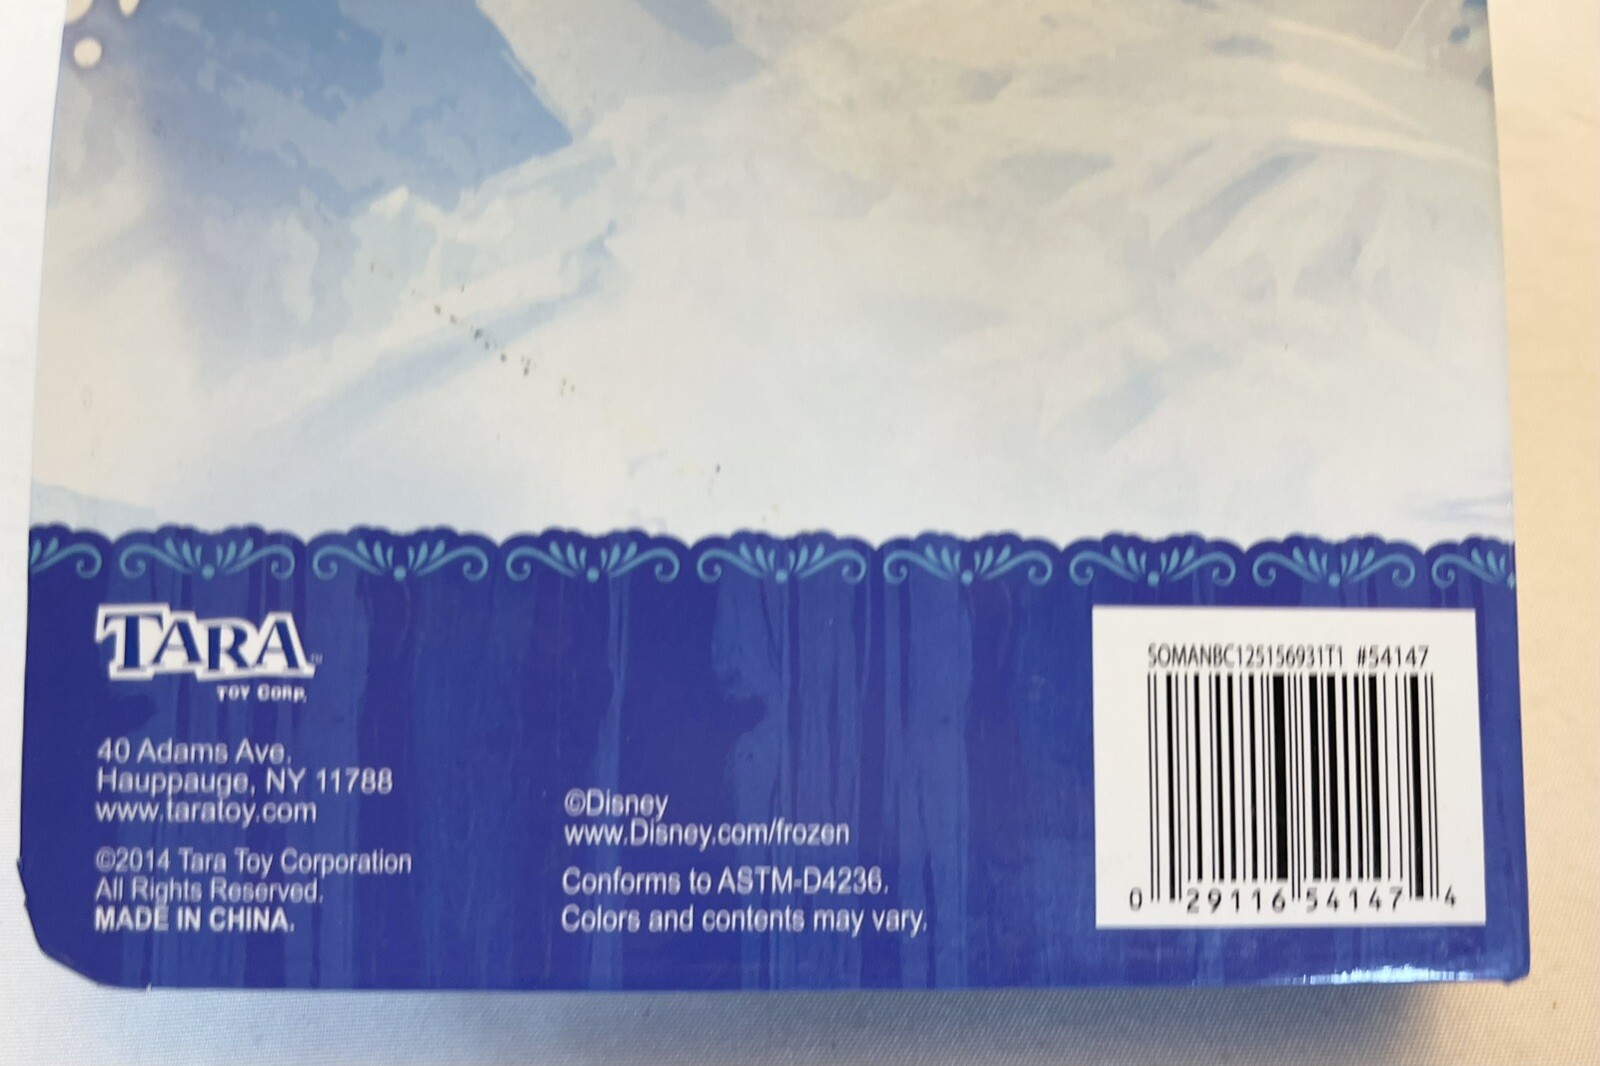 TARA™
TOY CORP.
40 Adams Ave.
Hauppauge, NY 11788
www.taratoy.com
©2014 Tara Toy Corporation
All Rights Reserved.
MADE IN CHINA.
©Disney
www.Disney.com/frozen
Conforms to ASTM-D4236.
Colors and contents may vary.
SOMANBC125156931T1 #54147
0 29116 54147 4